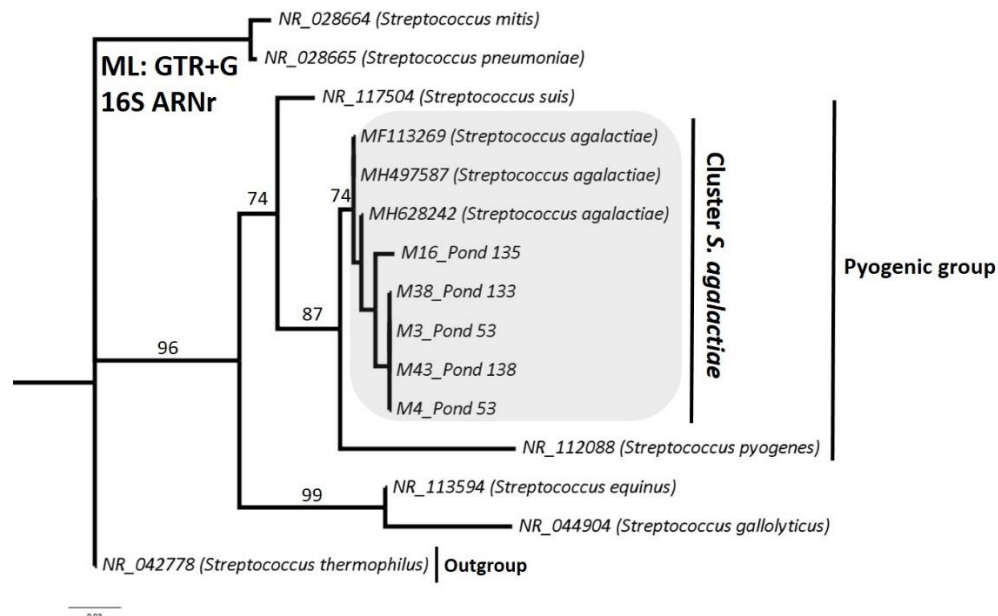 NR_028664 (Streptococcus mitis)
NR_028665 (Streptococcus pneumoniae)
ML: GTR+G
16S ARNr
NR_117504 (Streptococcus suis)
MF113269 (Streptococcus agalactiae)
MH497587 (Streptococcus agalactiae)
74
74
MH628242 (Streptococcus agalactiae)
M16_Pond 135
M38_Pond 133
87
M3_Pond 53
96
M43_Pond 138
M4_Pond 53
Cluster S. agalactiae
Pyogenic group
NR_112088 (Streptococcus pyogenes)
NR_113594 (Streptococcus equinus)
99
NR_044904 (Streptococcus gallolyticus)
NR_042778 (Streptococcus thermophilus)
Outgroup